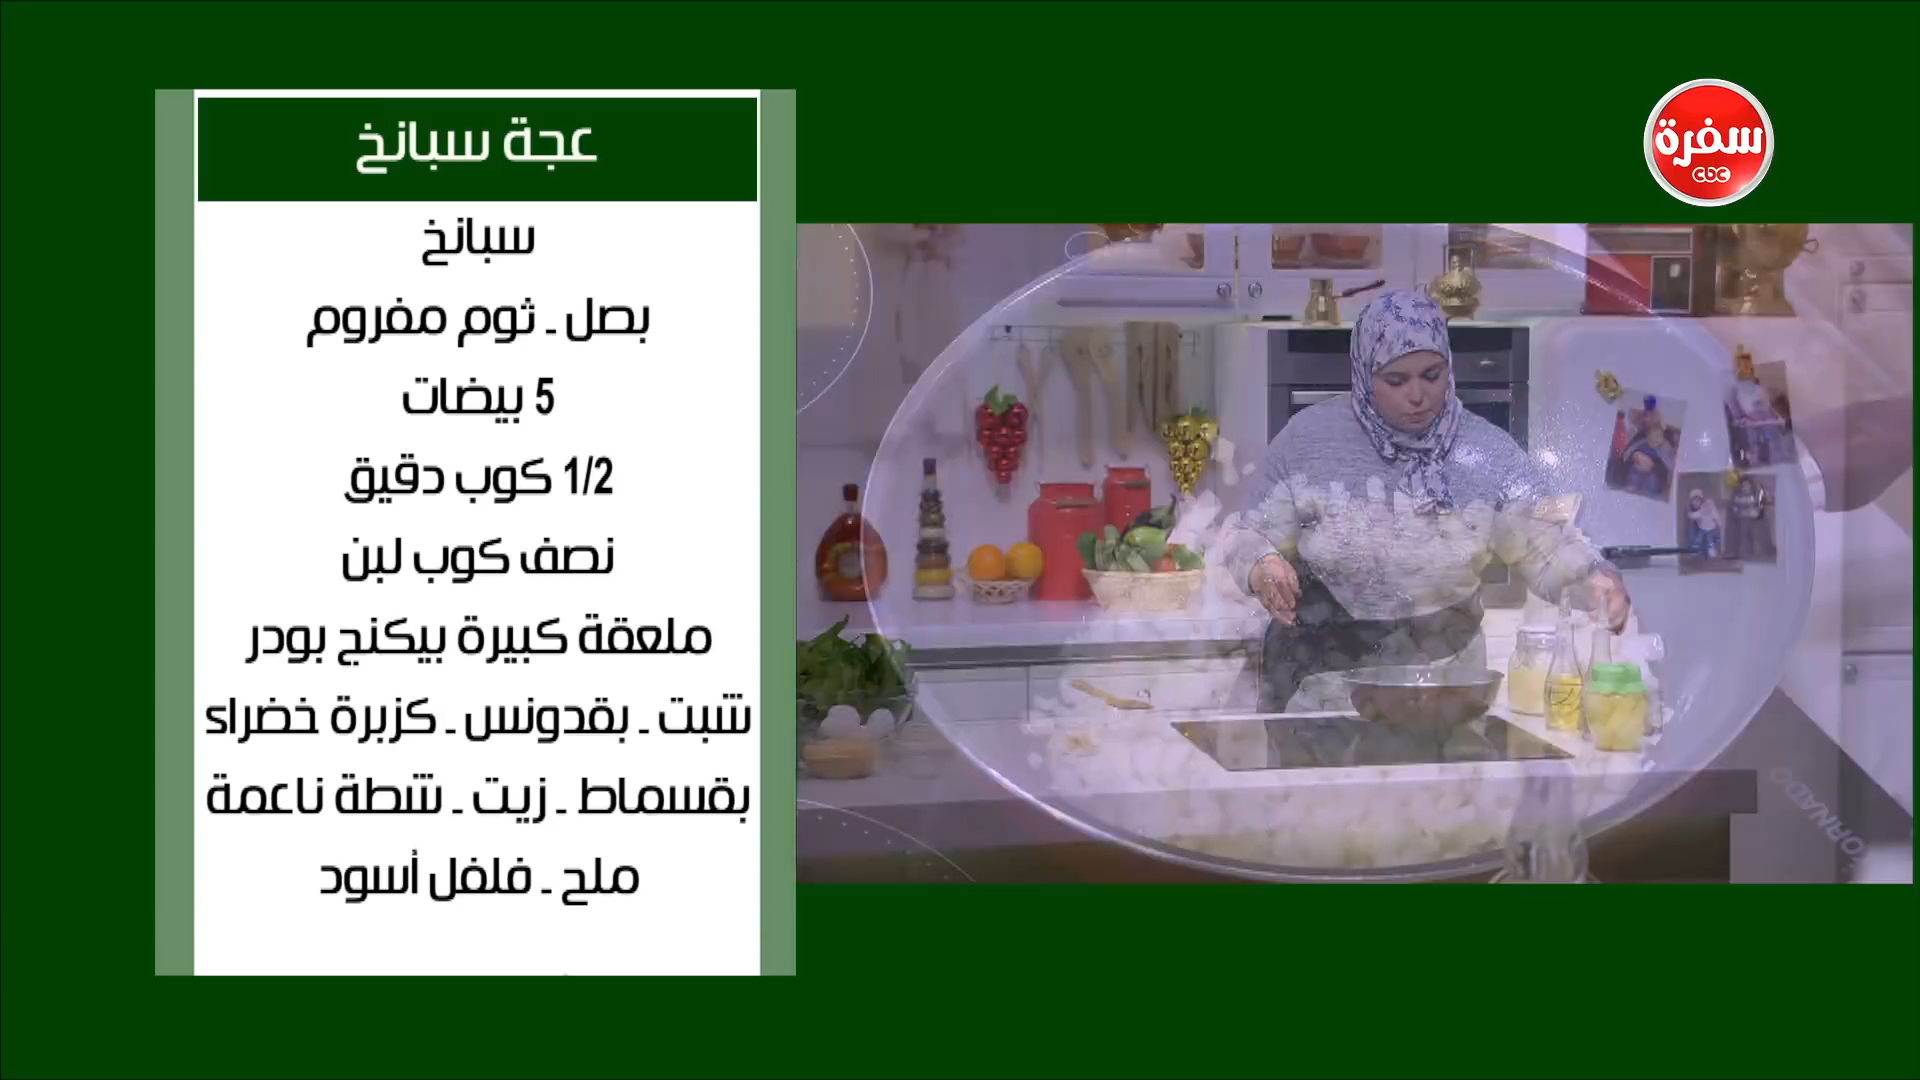 عجة سبانخ
سبانخ
بصل - ثوم مفروم
5 بيضات
1/2 كوب دقيق
نصف كوب لبن
ملعقة كبيرة بيكنج بودر
شبت - بقدونس - كزبرة خضراء
بقسماط - زيت - شطة ناعمة
ملح - فلفل أسود
سفرة
cbc